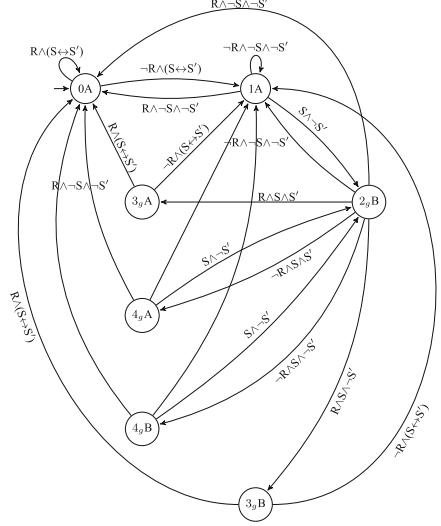 R∧¬S∧¬S′
R∧(S↔S′)
¬R∧¬S∧¬S′
¬R∧(S↔S′)
0A
1A
R∧¬S∧¬S′
S∧¬S′
R∧(S↔S′)
¬R∧(S↔S′)
¬R∧¬S∧¬S′
R∧¬S∧¬S′
3gA
R∧S∧S′
2gB
S∧¬S′
¬R∧S∧S′
4gA
R∧(S↔S′)
S∧¬S′
¬R∧S∧¬S′
R∧S∧¬S′
4gB
¬R∧(S↔S′)
3gB